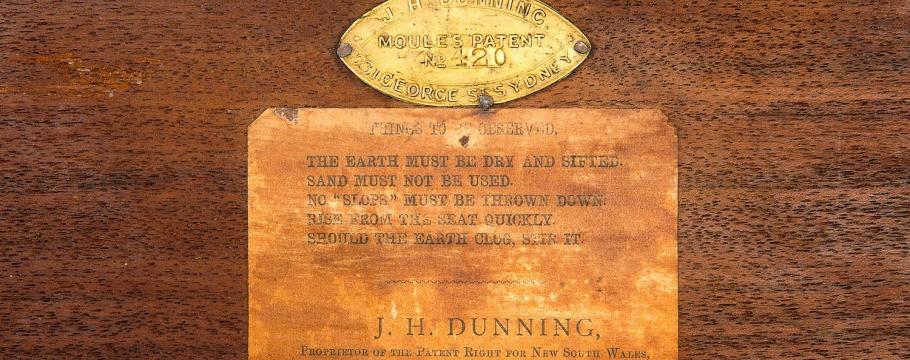 J. H. DUNNING.
MOULE'S PATENT
No 420
GEORGE ST SYDNEY
THINGS TO BE OBSERVED.
THE EARTH MUST BE DRY AND SIFTED.
SAND MUST NOT BE USED.
NO "SLOPS" MUST BE THROWN DOWN.
RISE FROM THE SEAT QUICKLY.
SHOULD THE EARTH CLOG, STIR IT.
J. H. DUNNING,
PROPRIETOR OF THE PATENT RIGHT FOR NEW SOUTH WALES,